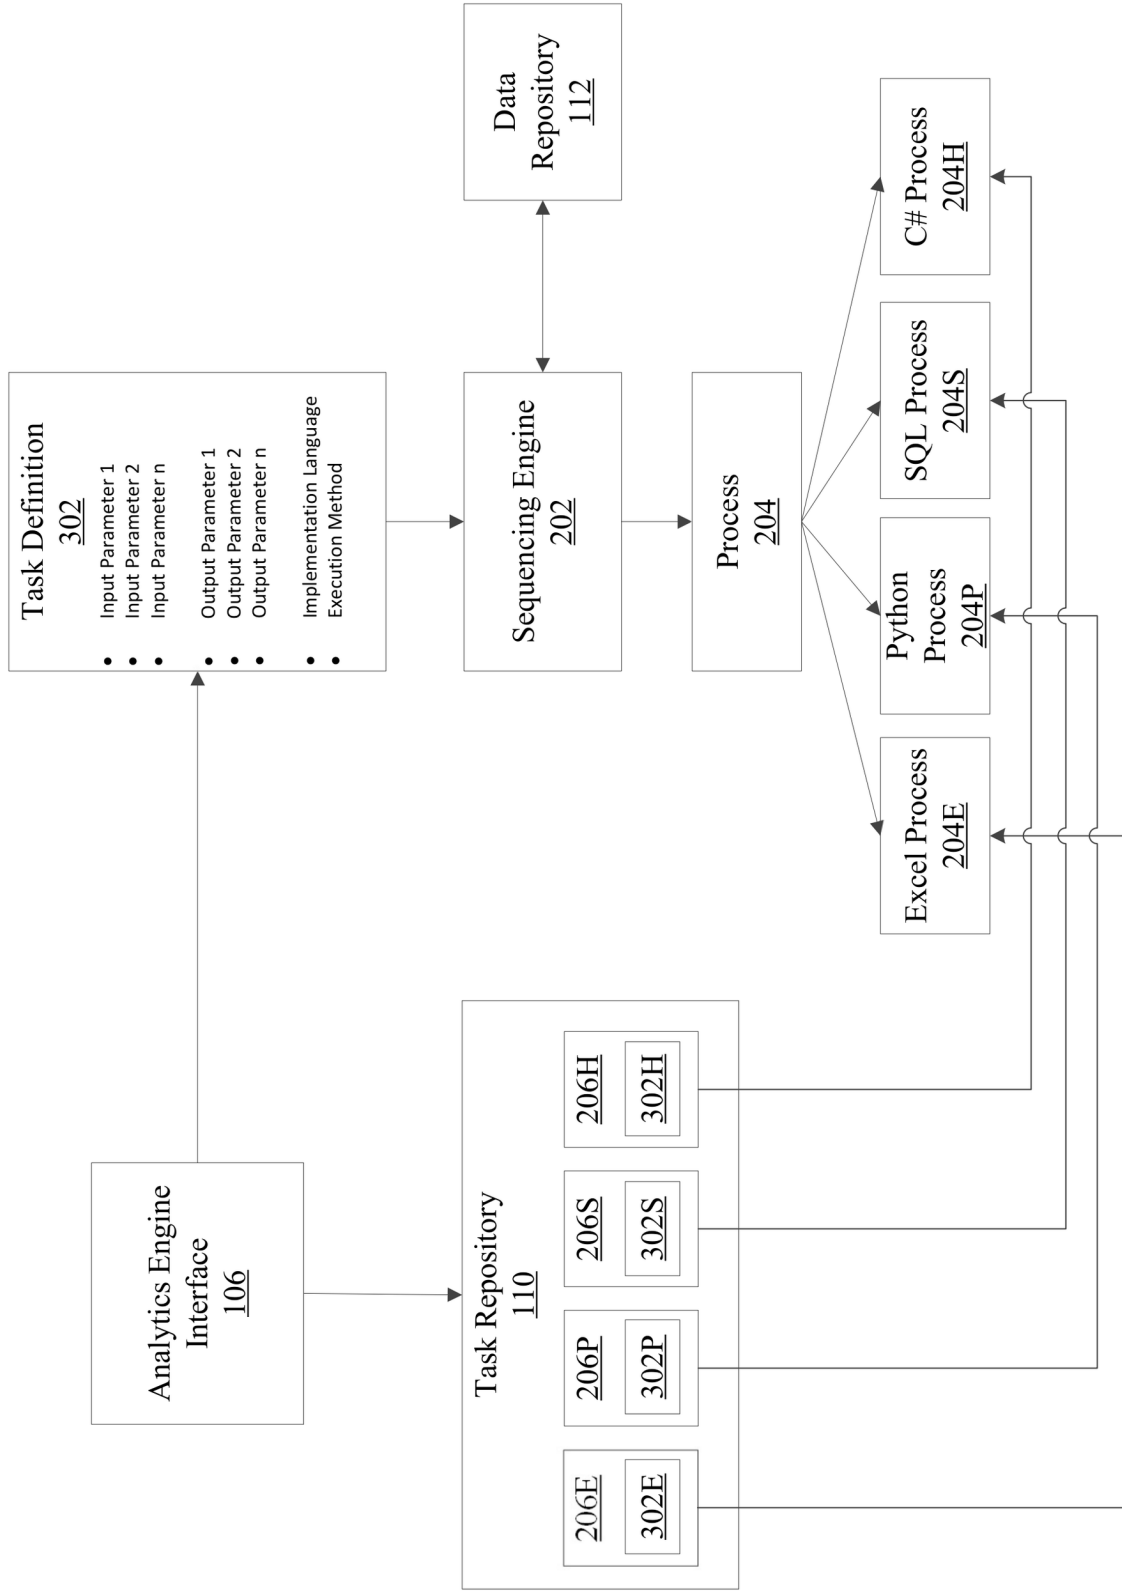 Analytics Engine
Interface
106
Task Definition
302
• Input Parameter 1
• Input Parameter 2
• Input Parameter n
• Output Parameter 1
• Output Parameter 2
• Output Parameter n
• Implementation Language
• Execution Method
Task Repository
110
206E
302E
206P
302P
206S
302S
206H
302H
Sequencing Engine
202
Data
Repository
112
Process
204
Excel Process
204E
Python
Process
204P
SQL Process
204S
C# Process
204H